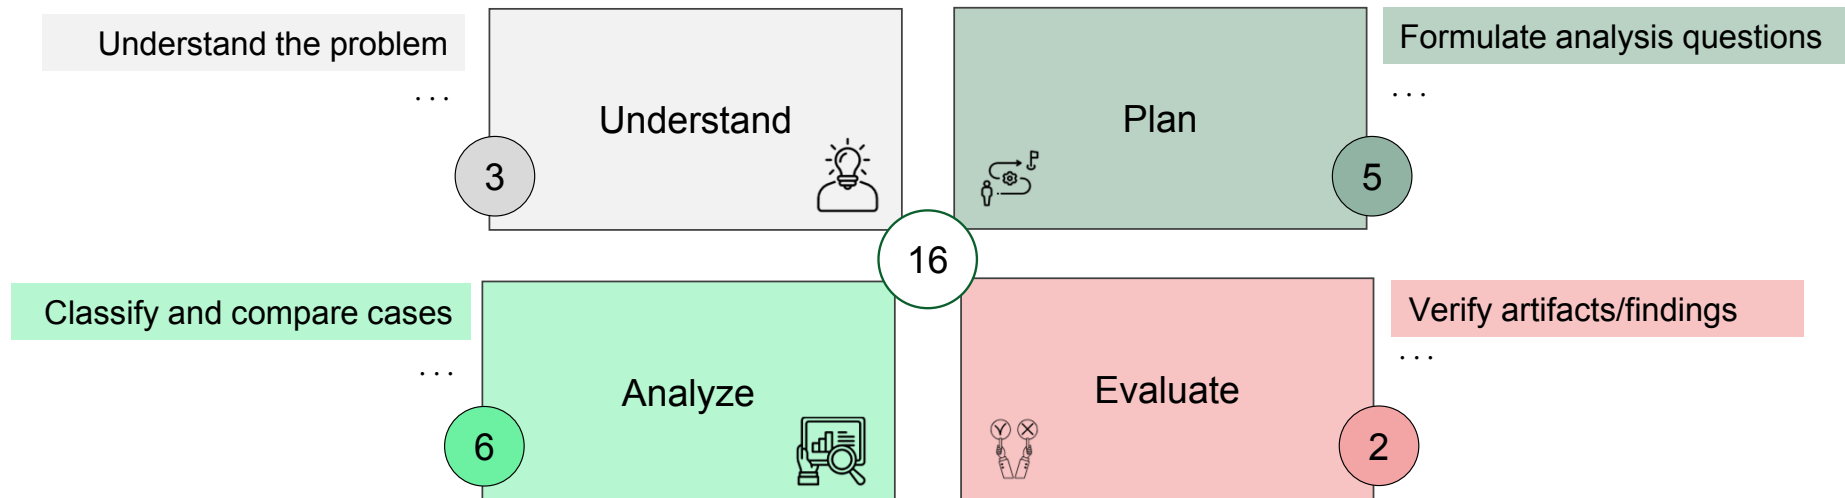 Understand the problem
...
Understand
3
Plan
5
Formulate analysis questions
...
16
Classify and compare cases
...
Analyze
6
Evaluate
2
Verify artifacts/findings
...